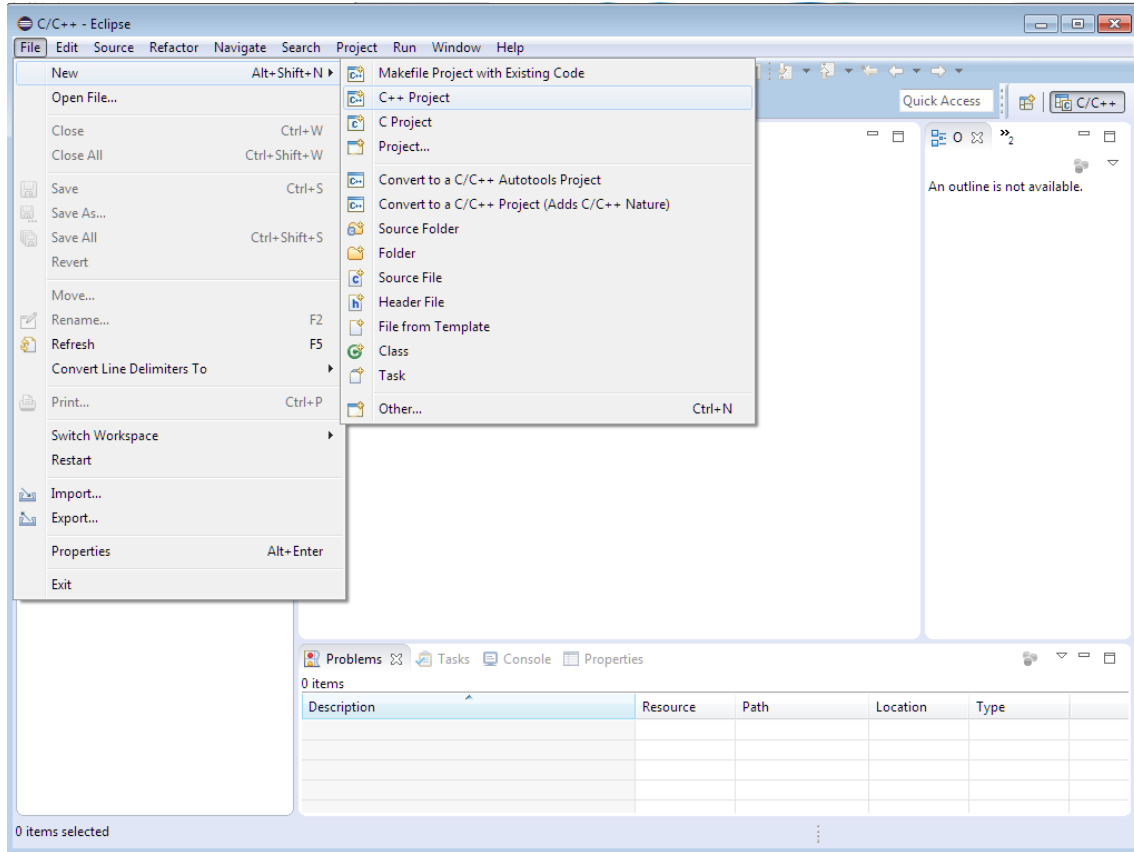 C/C++ - Eclipse
File Edit Source Refactor Navigate Search Project Run Window Help
Quick Access
C/C++
New Alt+Shift+N
Open File...
Close Ctrl+W
Close All Ctrl+Shift+W
Save Ctrl+S
Save As...
Save All Ctrl+Shift+S
Revert
Move...
Rename... F2
Refresh F5
Convert Line Delimiters To
Print... Ctrl+P
Switch Workspace
Restart
Import...
Export...
Properties Alt+Enter
Exit
Makefile Project with Existing Code
C++ Project
C Project
Project...
Convert to a C/C++ Autotools Project
Convert to a C/C++ Project (Adds C/C++ Nature)
Source Folder
Folder
Source File
Header File
File from Template
Class
Task
Other... Ctrl+N
O »2
An outline is not available.
Problems Tasks Console Properties
0 items
Description Resource Path Location Type
0 items selected